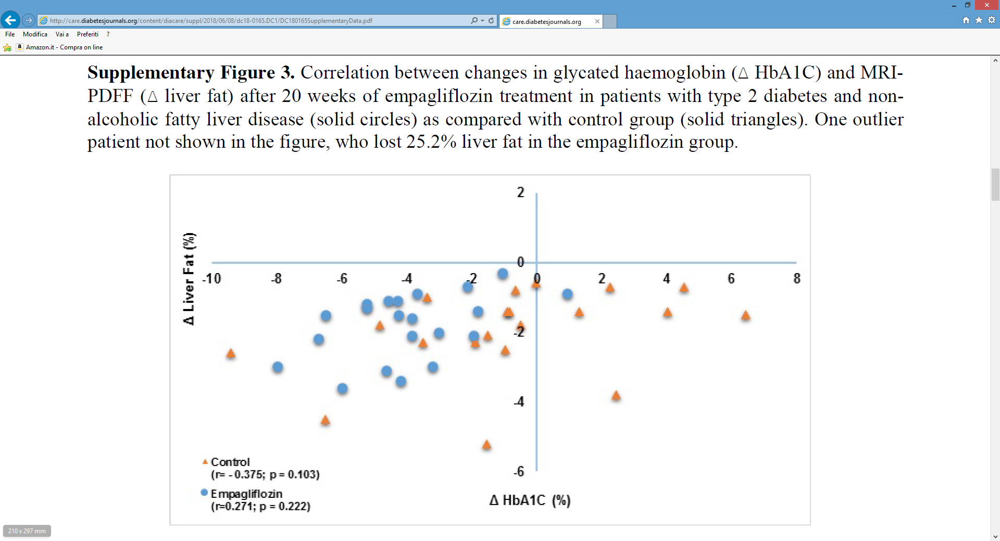 http://care.diabetesjournals.org/content/diacare/suppl/2018/06/08/dc18-0165.DC1/DC180165SupplementaryData.pdf
care.diabetesjournals.org
File Modifica Vai a Preferiti ?
a Amazon.it - Compra on line
Supplementary Figure 3. Correlation between changes in glycated haemoglobin (△ HbA1C) and MRI-
PDFF (△ liver fat) after 20 weeks of empagliflozin treatment in patients with type 2 diabetes and non-
alcoholic fatty liver disease (solid circles) as compared with control group (solid triangles). One outlier
patient not shown in the figure, who lost 25.2% liver fat in the empagliflozin group.
2
Δ Liver Fat (%)
0
-10 -8 -6 -4 -2 0 2 4 6 8
-2
-4
-6
Control
(r= - 0.375; p = 0.103)
Empagliflozin
(r=0.271; p = 0.222)
Δ HbA1C (%)
210 x 297 mm